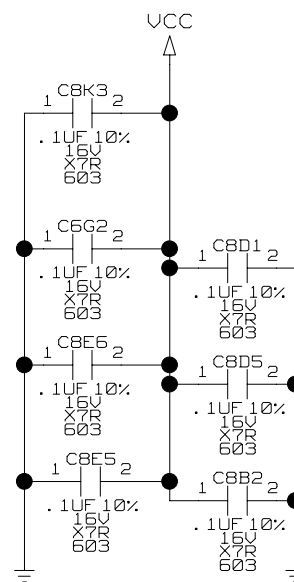 VCC
C8K3
1 2
.1UF 10%
16V
X7R
603
C6G2
1 2
.1UF 10%
16V
X7R
603
C8D1
1 2
.1UF 10%
16V
X7R
603
C8E6
1 2
.1UF 10%
16V
X7R
603
C8D5
1 2
.1UF 10%
16V
X7R
603
C8E5
1 2
.1UF 10%
16V
X7R
603
C8B2
1 2
.1UF 10%
16V
X7R
603